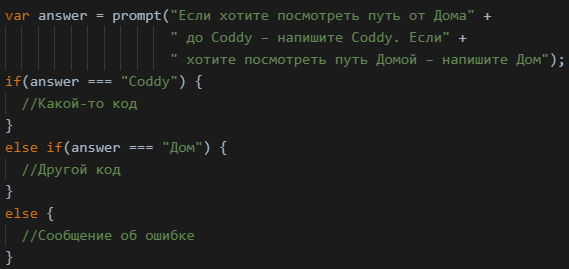 var answer = prompt("Если хотите посмотреть путь от Дома" +
" до Coddy – напишите Coddy. Если" +
" хотите посмотреть путь Домой – напишите Дом");
if(answer === "Coddy") {
//Какой-то код
}
else if(answer === "Дом") {
//Другой код
}
else {
//Сообщение об ошибке
}